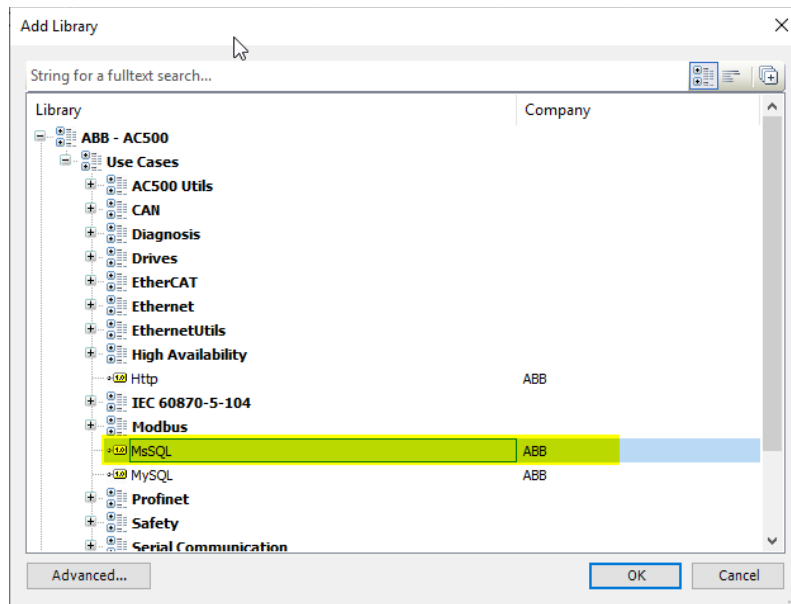 Add Library
String for a fulltext search...
Library Company
ABB - AC500
Use Cases
AC500 Utils
CAN
Diagnosis
Drives
EtherCAT
Ethernet
EthernetUtils
High Availability
Http ABB
IEC 60870-5-104
Modbus
MsSQL ABB
MySQL ABB
Profinet
Safety
Serial Communication
Advanced... OK Cancel